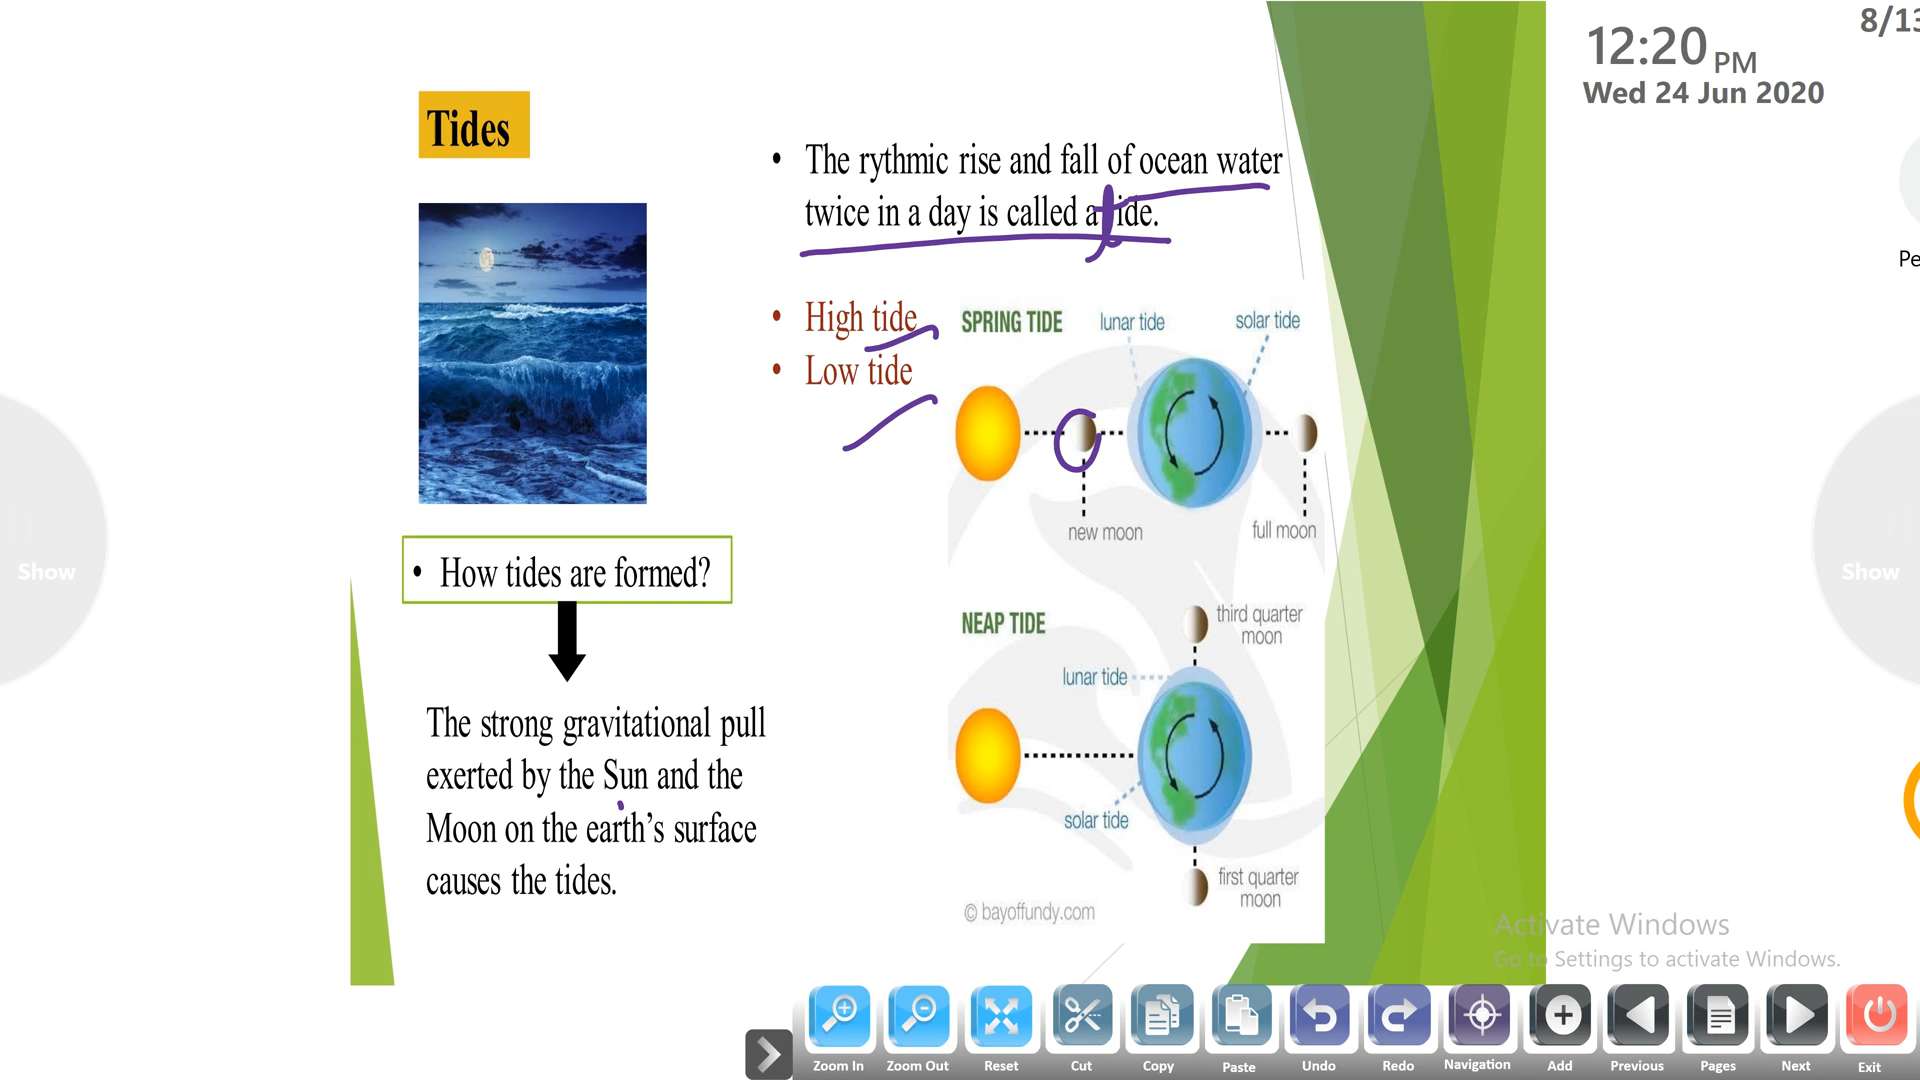 8/13
12:20 PM
Wed 24 Jun 2020
Tides
• The rythmic rise and fall of ocean water
twice in a day is called a tide.
• High tide
• Low tide
SPRING TIDE
lunar tide
solar tide
new moon
full moon
• How tides are formed?
The strong gravitational pull
exerted by the Sun and the
Moon on the earth's surface
causes the tides.
NEAP TIDE
third quarter
moon
lunar tide
solar tide
first quarter
moon
© bayoffundy.com
Show
Show
Pe
Activate Windows
Go to Settings to activate Windows.
Zoom In
Zoom Out
Reset
Cut
Copy
Paste
Undo
Redo
Navigation
Add
Previous
Pages
Next
Exit